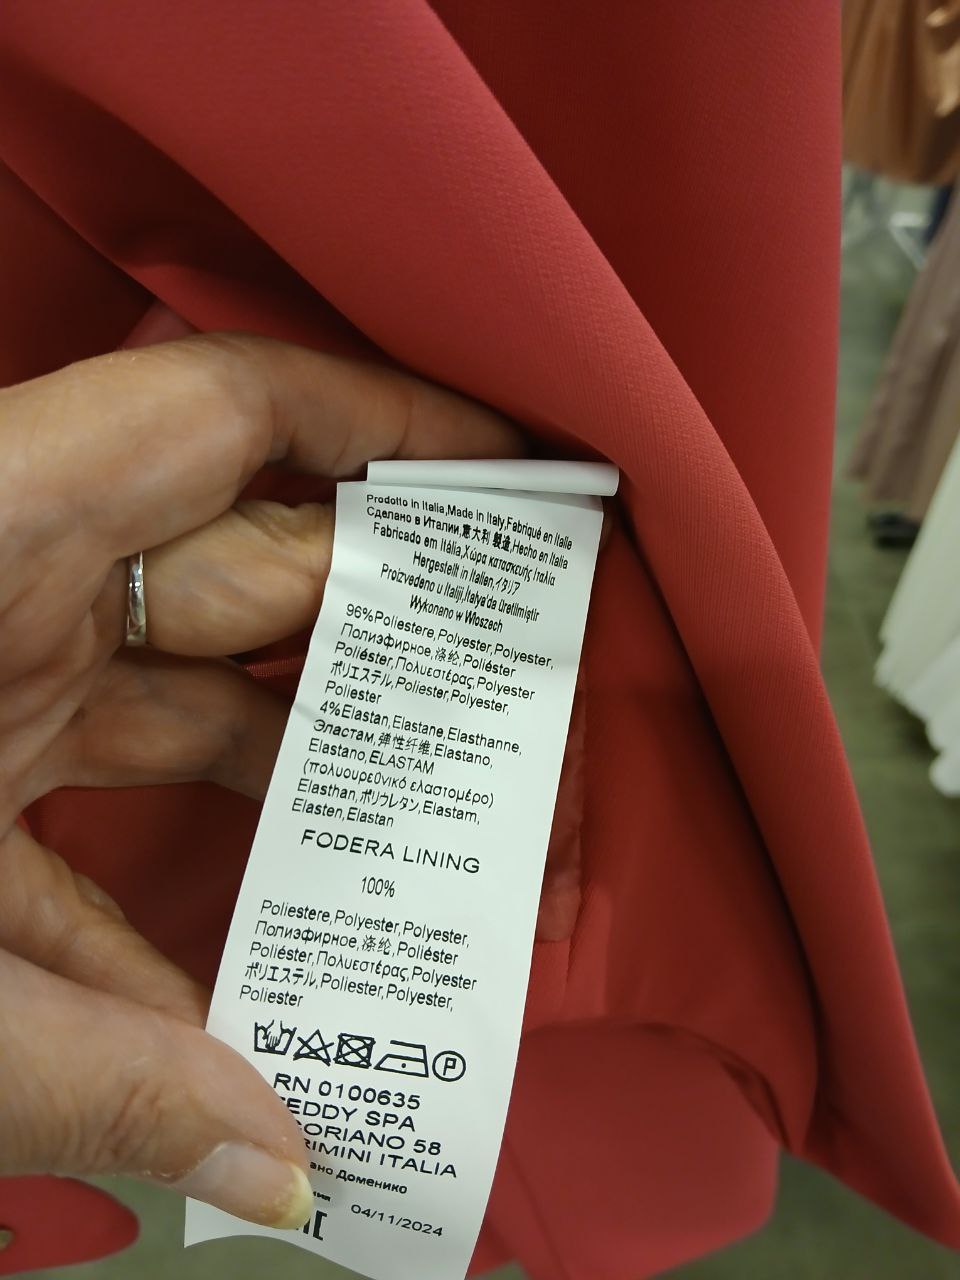 Prodotto in Italia,Made in Italy,Fabriqué en Italie
Сделано в Италии,意大利 製造,Hecho en Italia
Fabricado em Itália,Χώρα κατασκευής Ιταλία
Hergestellt in Italien,イタリア
Proizvedeno u Italiji,Italya'da üretilmiştir
Wykonano w Włoszech
96%Poliestere,Polyester,Polyester,
Полиэфирное,涤纶,Poliéster
Poliéster,Πολυεστέρας,Polyester
ポリエステル,Poliester,Polyester,
Poliester
4%Elastan,Elastane,Elasthanne,
Эластам,弹性纤维,Elastano,
Elastano,ELASTAM
(πολυουρεθνικό ελαστομέρο)
Elasthan,ポリウレタン,Elastam,
Elasten,Elastan
FODERA LINING
100%
Poliestere,Polyester,Polyester,
Полиэфирное,涤纶,Poliéster
Poliéster,Πολυεστέρας,Polyester
ポリエステル,Poliester,Polyester,
Poliester
P
RN 0100635
TEDDY SPA
GORIANO 58
RIMINI ITALIA
Доменико
04/11/2024